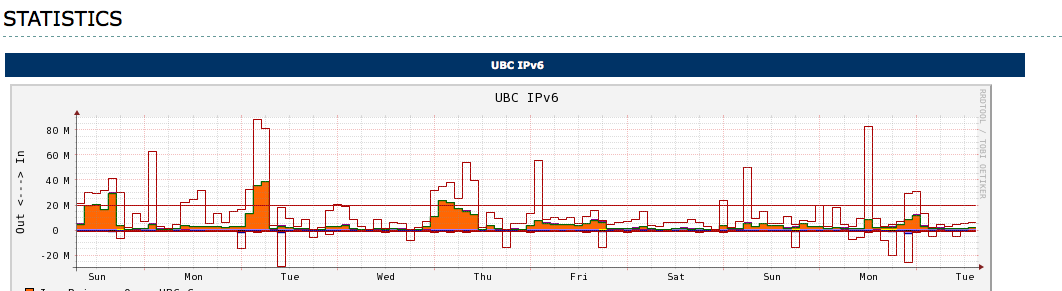 STATISTICS
UBC IPv6
UBC IPv6
RRDTOOL / TOBI OETIKER
Out <---> In
80 M
60 M
40 M
20 M
0
-20 M
Sun Mon Tue Wed Thu Fri Sat Sun Mon Tue